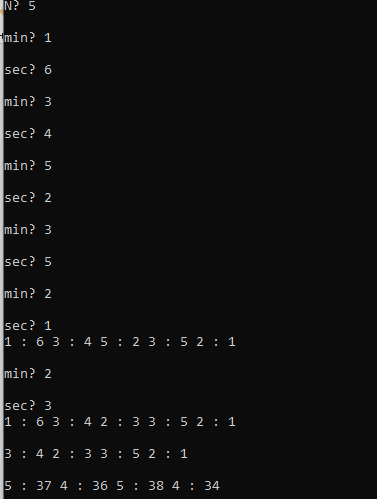 N? 5
min? 1
sec? 6
min? 3
sec? 4
min? 5
sec? 2
min? 3
sec? 5
min? 2
sec? 1
1 : 6 3 : 4 5 : 2 3 : 5 2 : 1
min? 2
sec? 3
1 : 6 3 : 4 2 : 3 3 : 5 2 : 1
3 : 4 2 : 3 3 : 5 2 : 1
5 : 37 4 : 36 5 : 38 4 : 34